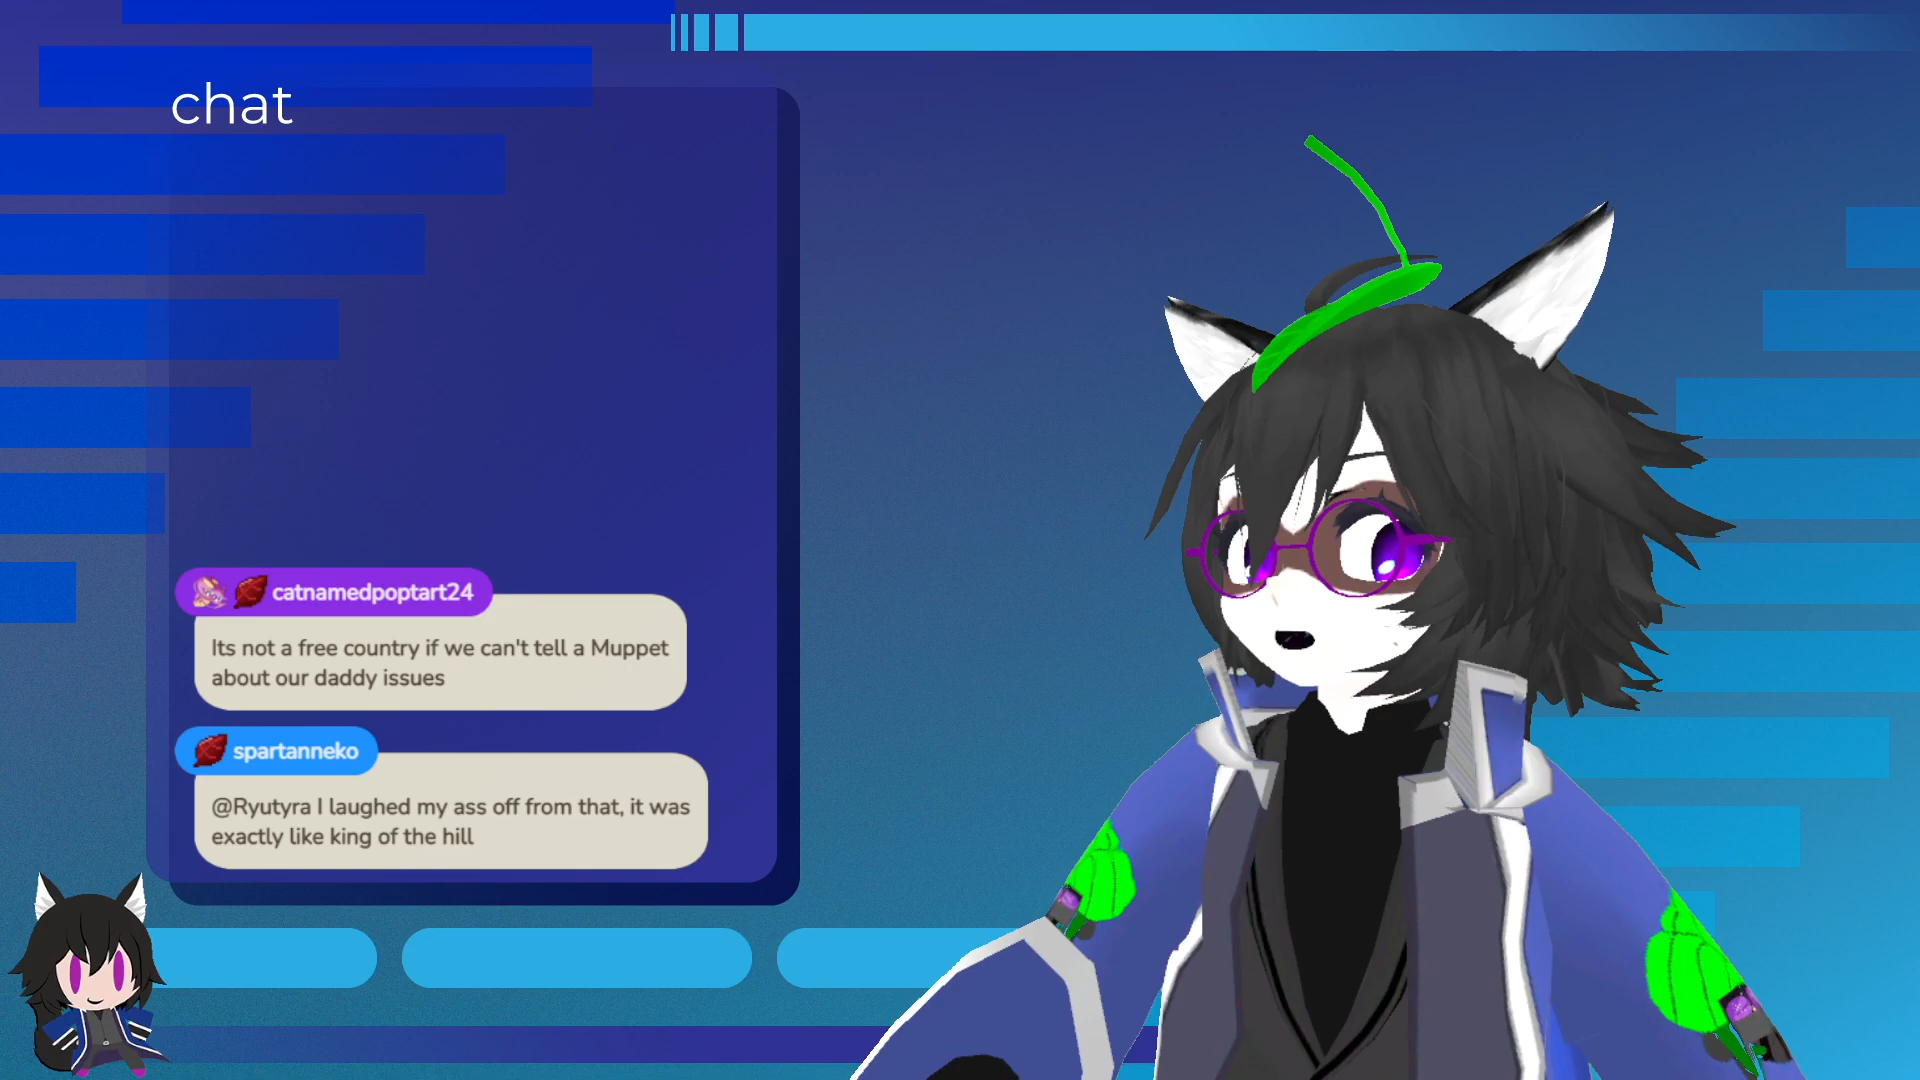 chat
catnamedpoptart24
Its not a free country if we can't tell a Muppet
about our daddy issues
spartanneko
@Ryutyra I laughed my ass off from that, it was
exactly like king of the hill